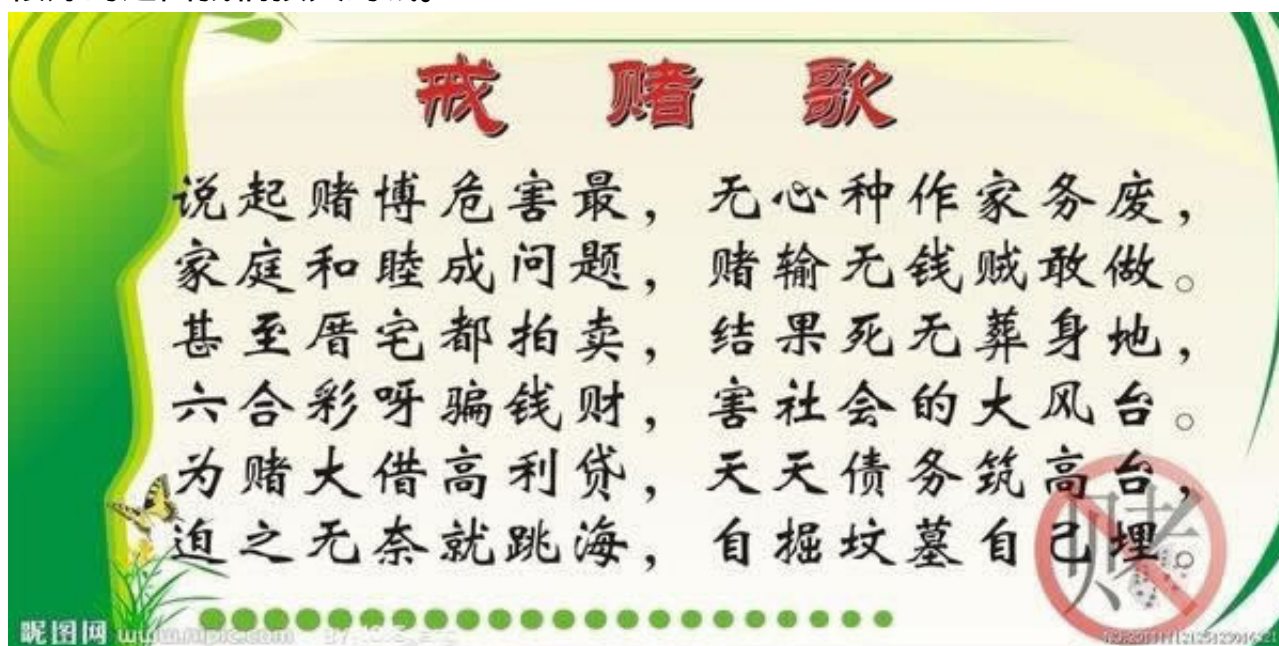 戒赌歌
说起赌博危害最，无心种作家务废，
家庭和睦成问题，赌输无钱贼敢做。
甚至厝宅都拍卖，结果死无葬身地，
六合彩呀骗钱财，害社会的大风台。
为赌大借高利贷，天天债务筑高台，
迫之无奈就跳海，自掘坟墓自己埋
赌
昵图网